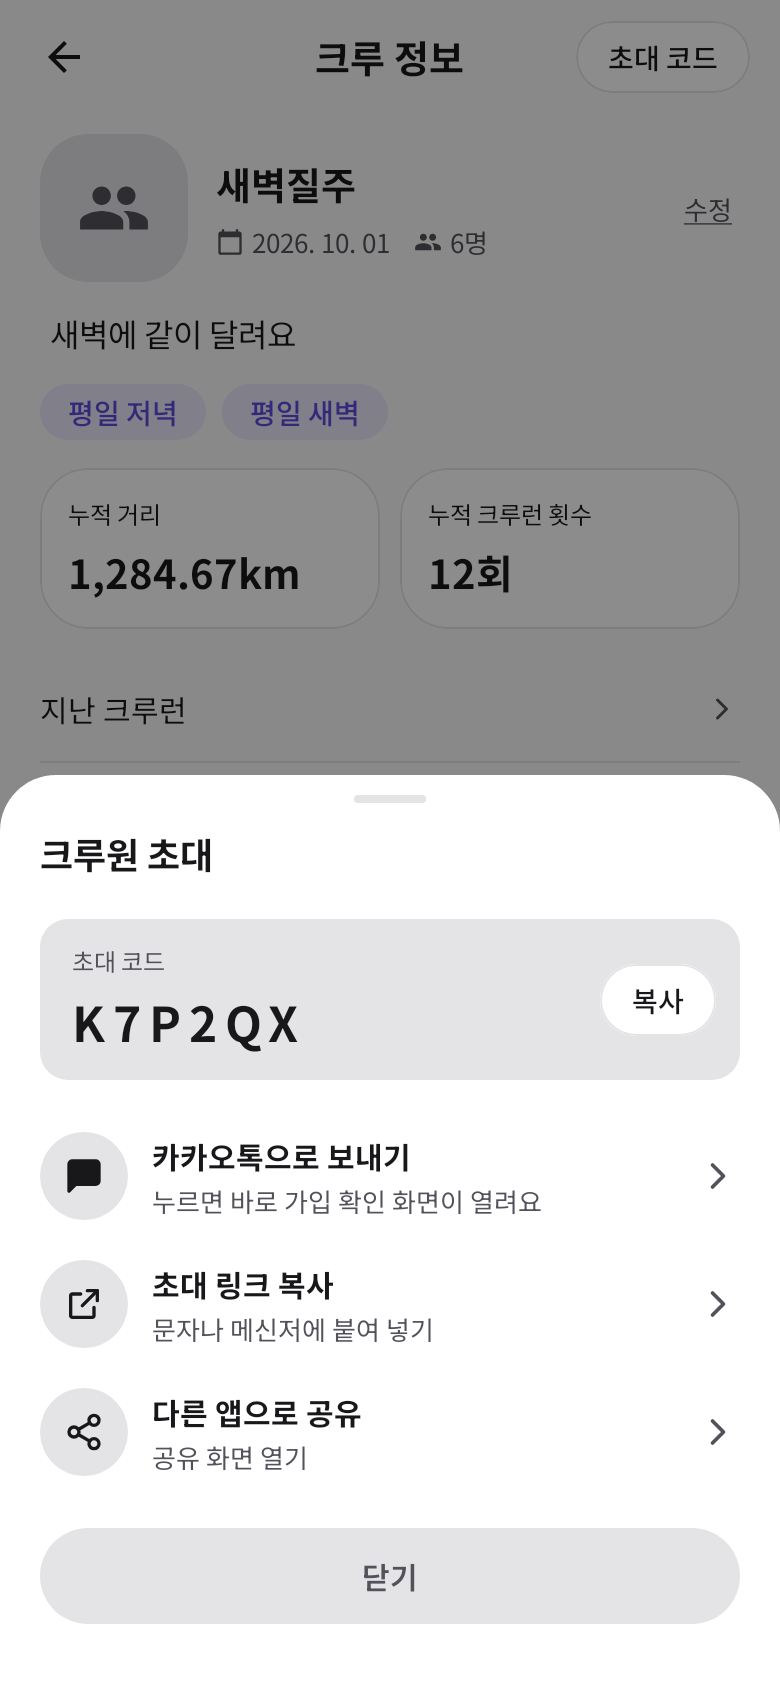 크루 정보
초대 코드
새벽질주
수정
2026. 10. 01 6명
새벽에 같이 달려요
평일 저녁 평일 새벽
누적 거리
1,284.67km
누적 크루런 횟수
12회
지난 크루런
크루원 초대
초대 코드
K7P2QX
복사
카카오톡으로 보내기
누르면 바로 가입 확인 화면이 열려요
초대 링크 복사
문자나 메신저에 붙여 넣기
다른 앱으로 공유
공유 화면 열기
닫기